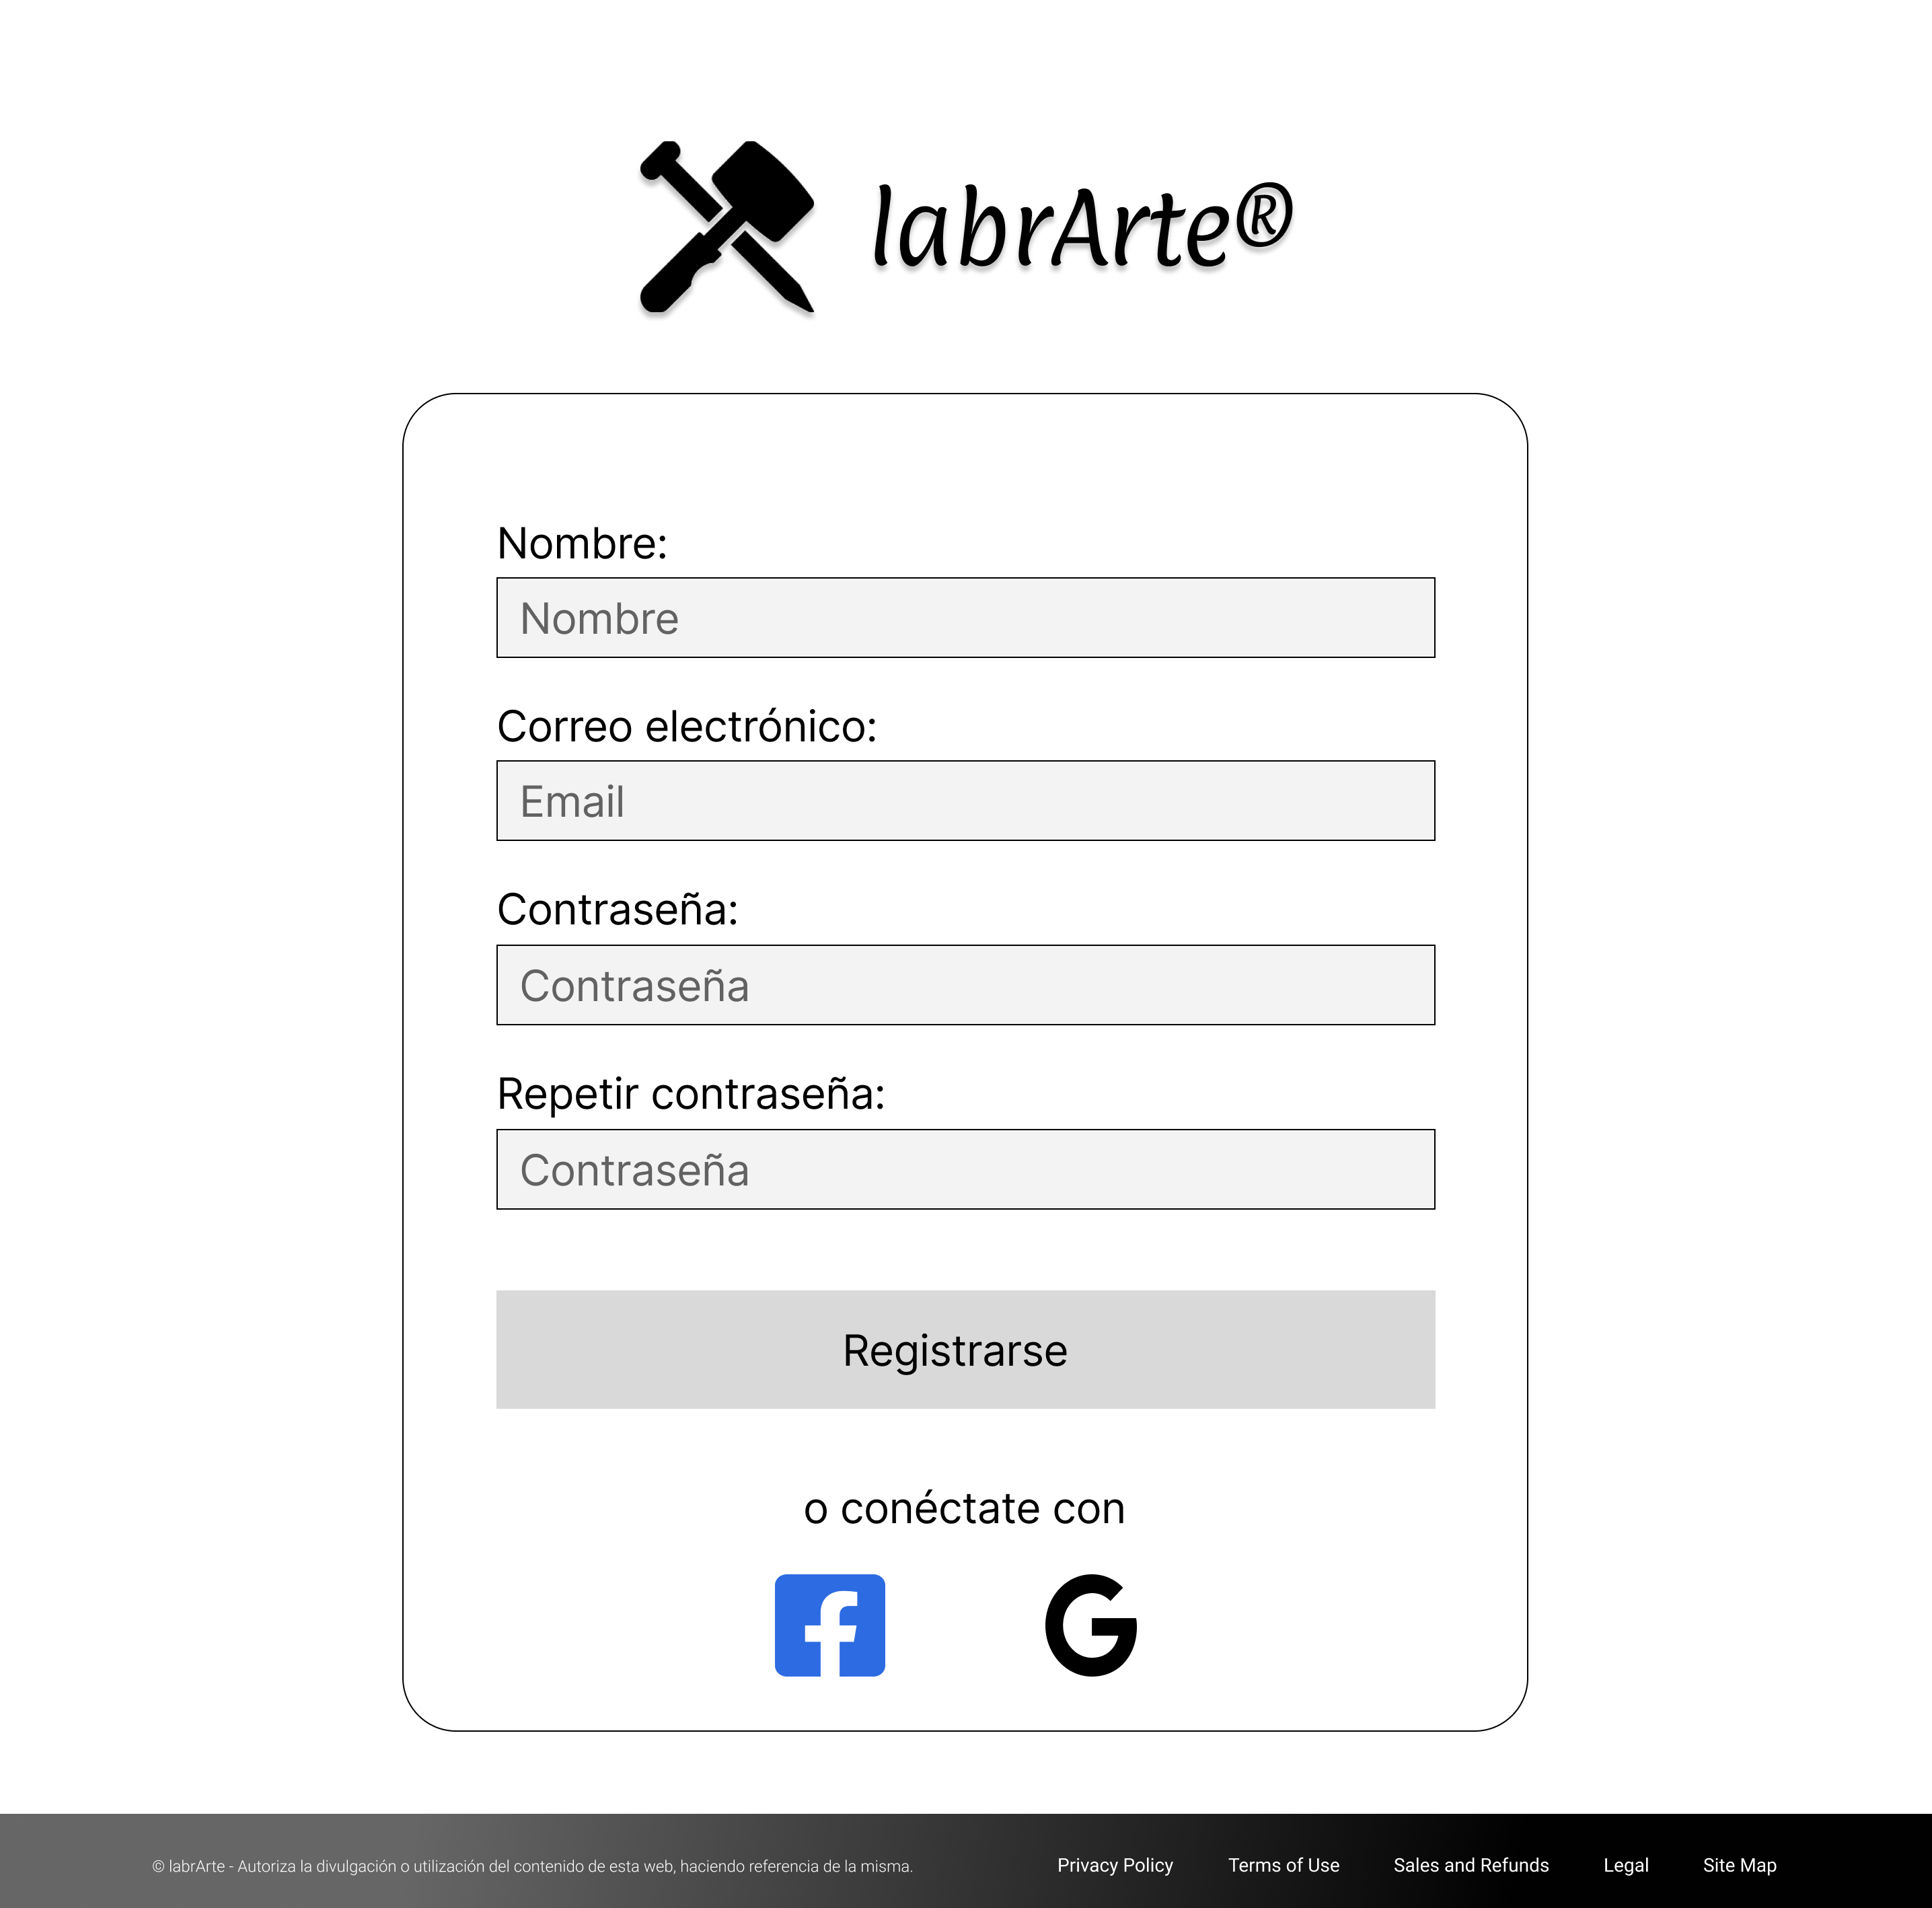 labrArte®
Nombre:
Nombre
Correo electrónico:
Email
Contraseña:
Contraseña
Repetir contraseña:
Contraseña
Registrarse
o conéctate con
© labrArte - Autoriza la divulgación o utilización del contenido de esta web, haciendo referencia de la misma. Privacy Policy Terms of Use Sales and Refunds Legal Site Map